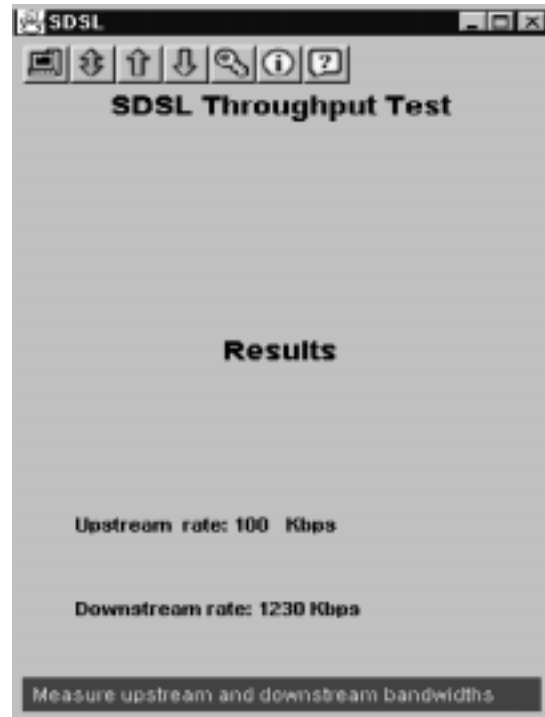 SDSL
SDSL Throughput Test
Results
Upstream rate: 100 Kbps
Downstream rate: 1230 Kbps
Measure upstream and downstream bandwidths